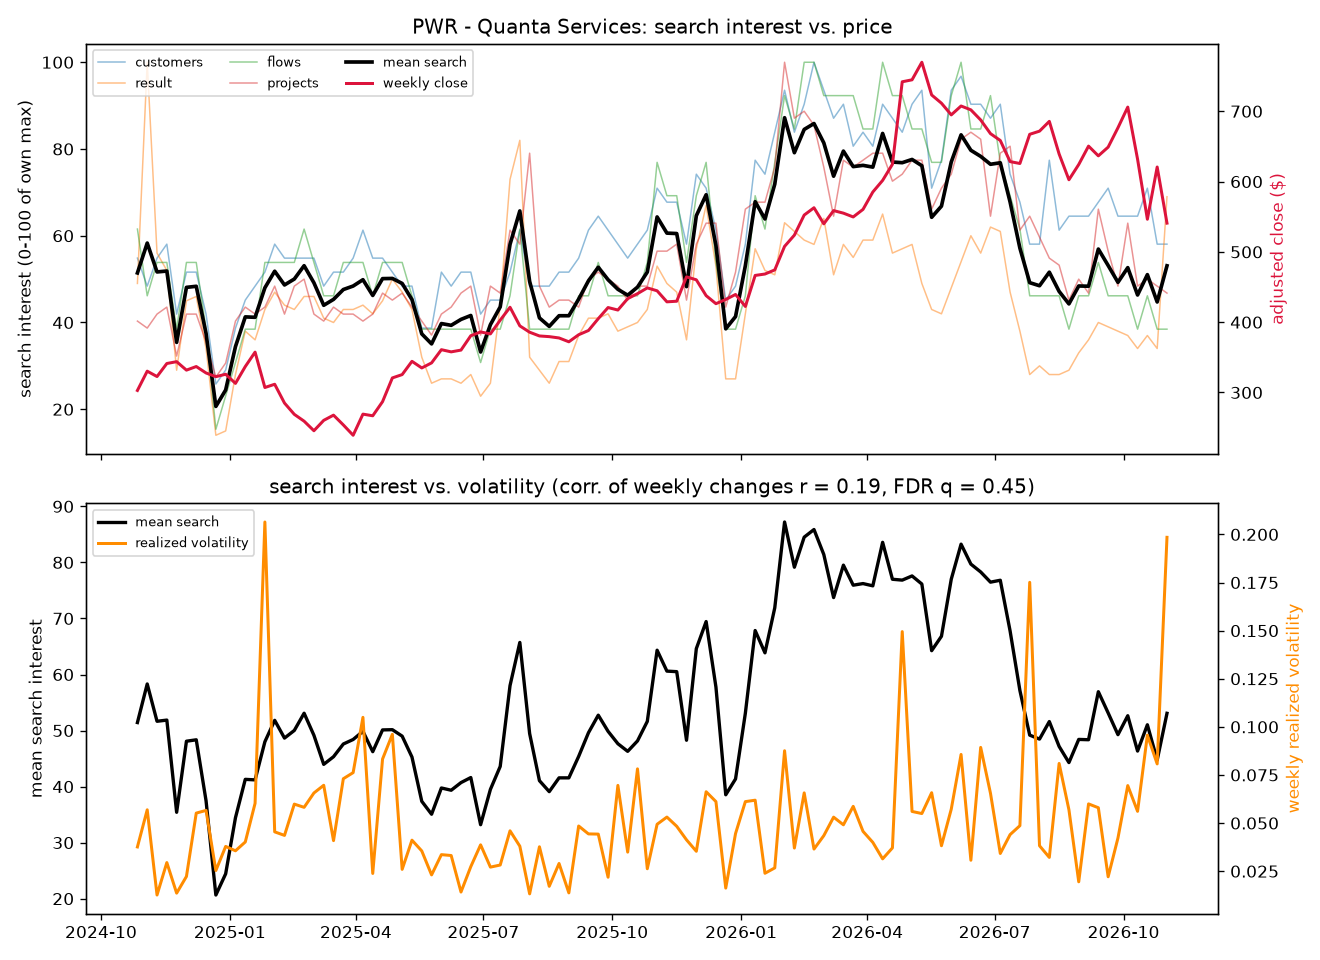 PWR - Quanta Services: search interest vs. price
customers
result
flows
projects
mean search
weekly close
100
80
60
40
20
search interest (0-100 of own max)
700
600
500
400
300
adjusted close ($)
search interest vs. volatility (corr. of weekly changes r = 0.19, FDR q = 0.45)
mean search
realized volatility
90
80
70
60
50
40
30
20
mean search interest
0.200
0.175
0.150
0.125
0.100
0.075
0.050
0.025
weekly realized volatility
2024-10
2025-01
2025-04
2025-07
2025-10
2026-01
2026-04
2026-07
2026-10